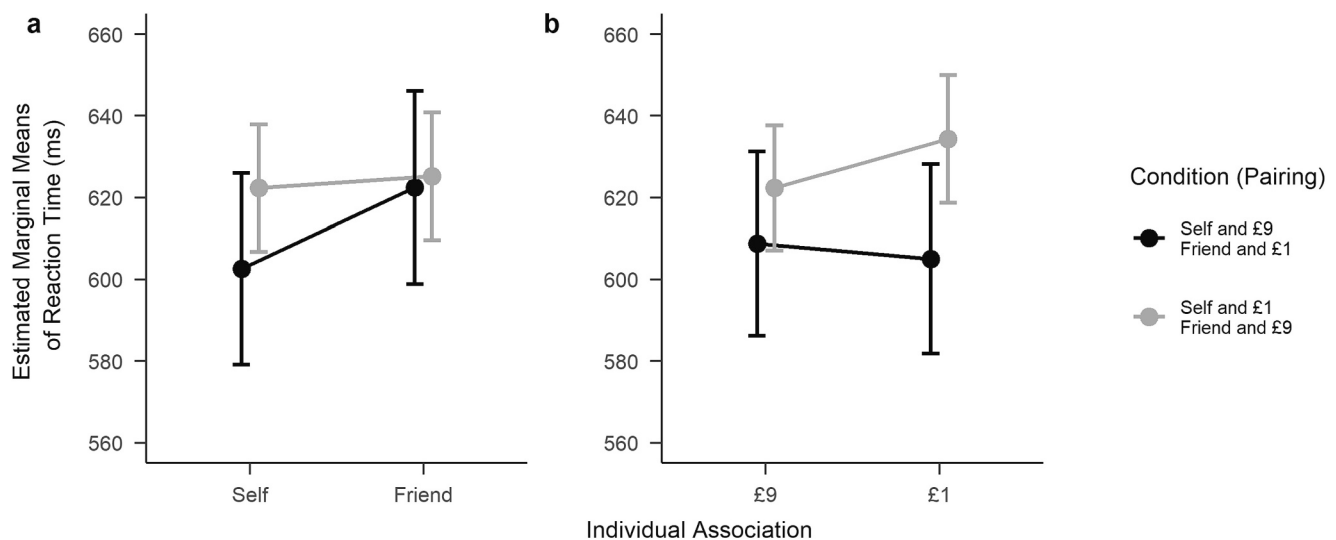 a
b
Estimated Marginal Means
of Reaction Time (ms)
660
640
620
600
580
560
Self
Friend
660
640
620
600
580
560
£9
£1
Individual Association
Condition (Pairing)
Self and £9
Friend and £1
Self and £1
Friend and £9